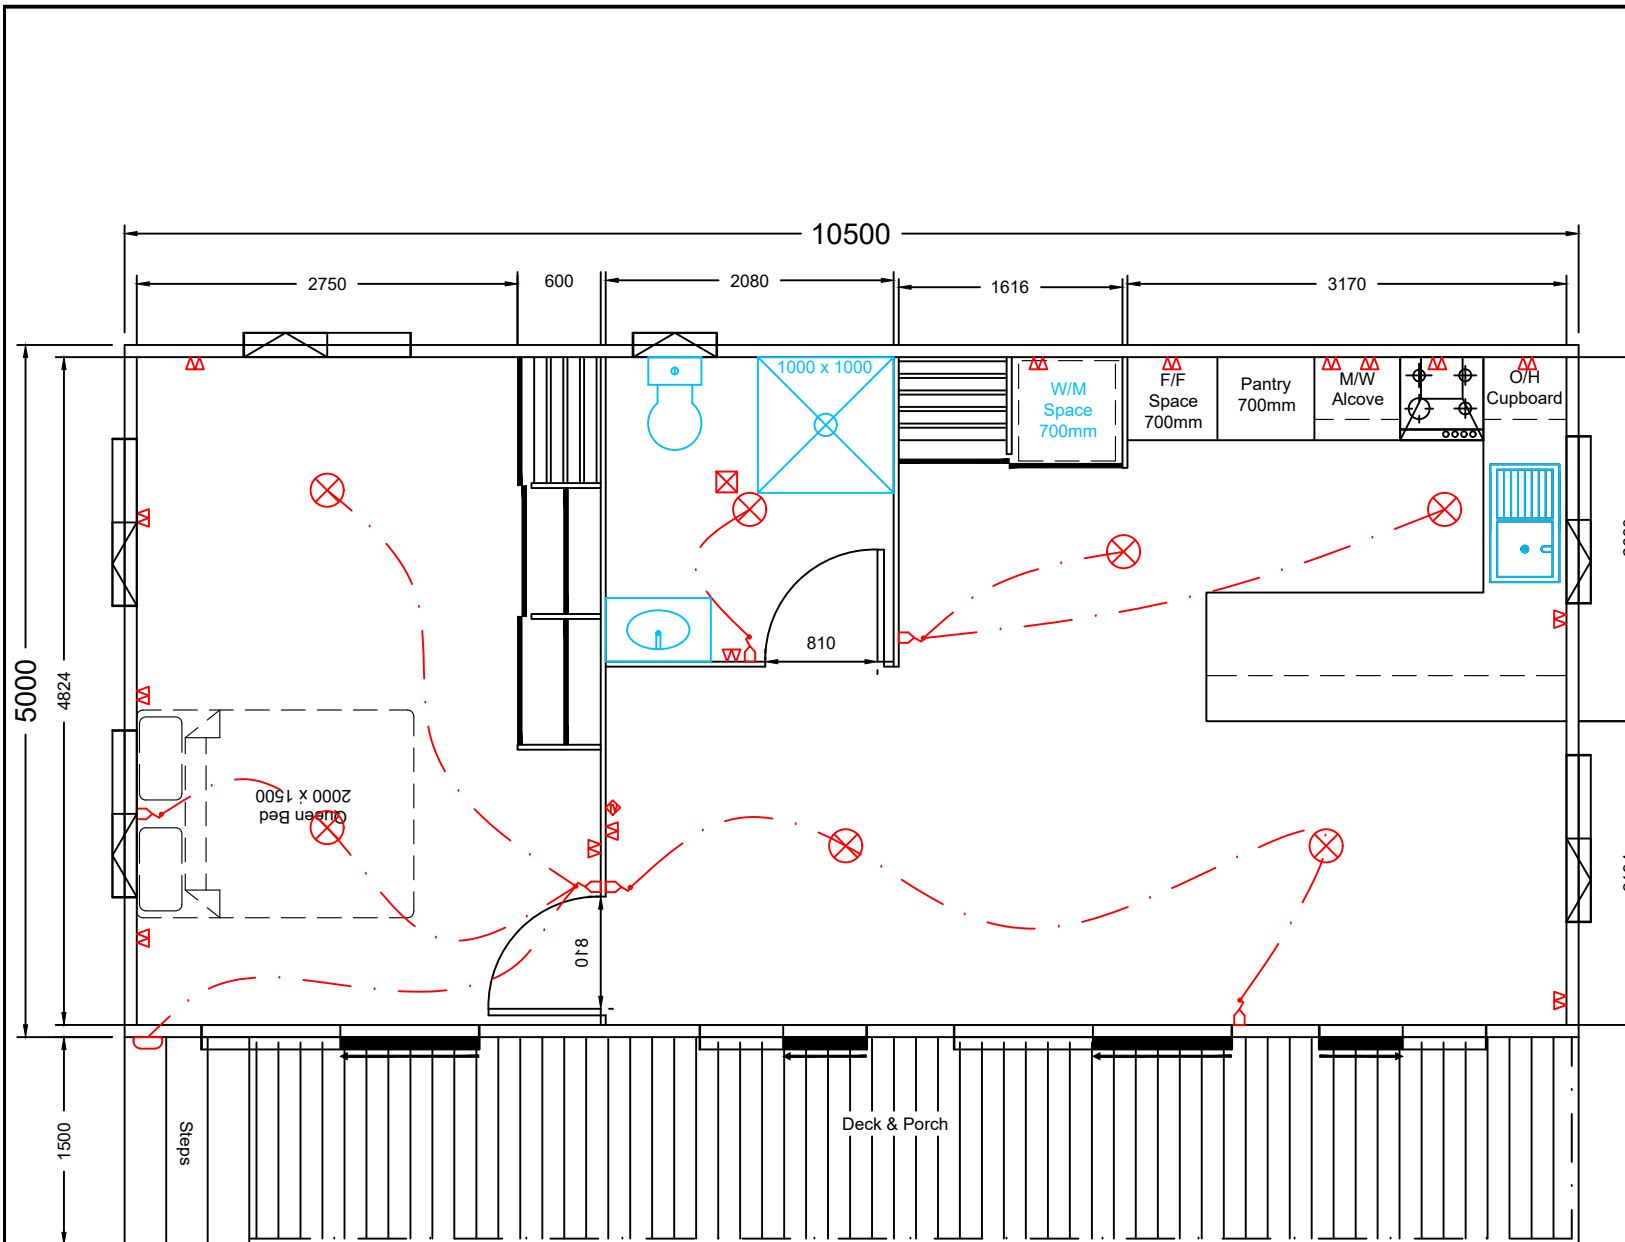 10500
2750
600
2080
1616
3170
1000 x 1000
W/M
Space
700mm
F/F
Space
700mm
Pantry
700mm
M/W
Alcove
O/H
Cupboard
5000
4824
810
Queen Bed
2000 x 1500
810
1500
Steps
Deck & Porch